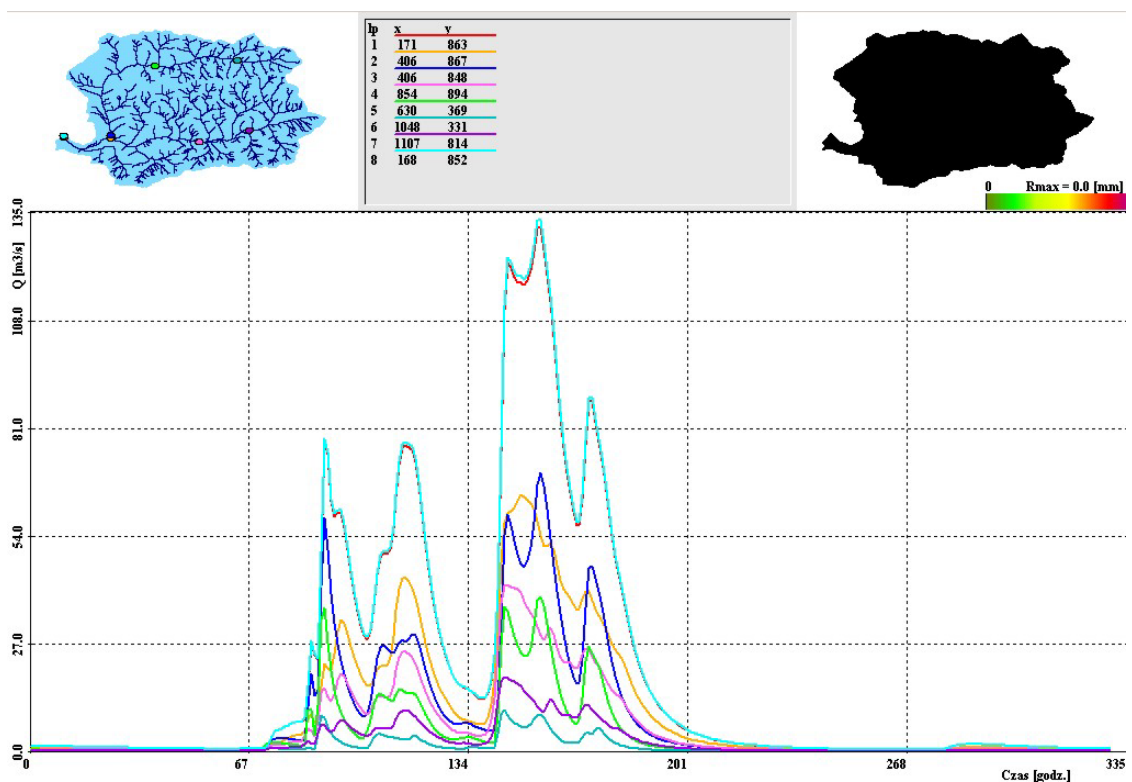 lp x y
1 171 863
2 406 867
3 406 848
4 854 894
5 630 369
6 1048 331
7 1107 814
8 168 852
0 Rmax = 0.0 [mm]
Q [m3/s]
135.0
108.0
81.0
54.0
27.0
0.0
0 67 134 201 268 335
Czas [godz.]